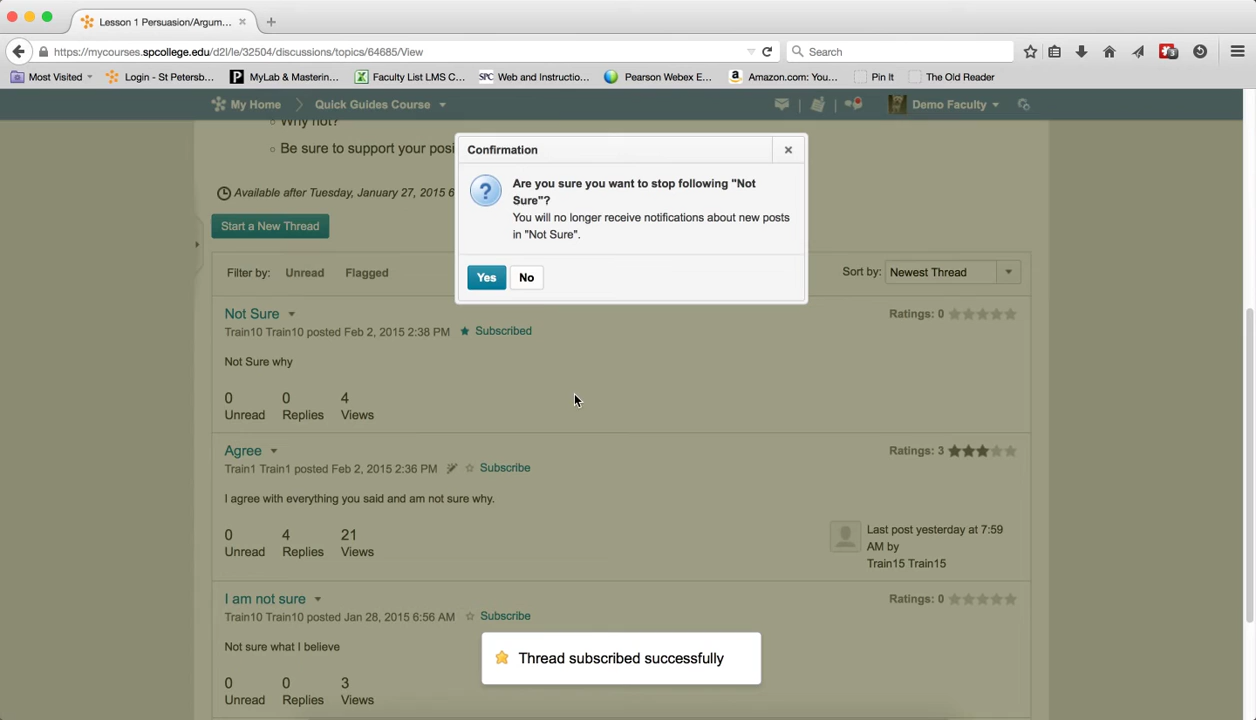 Lesson 1 Persuasion/Argum...
https://mycourses.spcollege.edu/d2l/le/32504/discussions/topics/64685/View
Search
Most Visited
Login - St Petersb...
MyLab & Mastering...
Faculty List LMS C...
SPC Web and Instructio...
Pearson Webex E...
Amazon.com: You...
Pin It
The Old Reader
My Home
Quick Guides Course
Demo Faculty
Why not?
Be sure to support your posi
Available after Tuesday, January 27, 2015 6
Start a New Thread
Confirmation
Are you sure you want to stop following "Not
Sure"?
You will no longer receive notifications about new posts
in "Not Sure".
Yes No
Filter by: Unread Flagged
Sort by: Newest Thread
Not Sure
Ratings: 0
Train10 Train10 posted Feb 2, 2015 2:38 PM Subscribed
Not Sure why
0 0 4
Unread Replies Views
Agree
Ratings: 3
Train1 Train1 posted Feb 2, 2015 2:36 PM Subscribe
I agree with everything you said and am not sure why.
0 4 21
Unread Replies Views
Last post yesterday at 7:59
AM by
Train15 Train15
I am not sure
Ratings: 0
Train10 Train10 posted Jan 28, 2015 6:56 AM Subscribe
Not sure what I believe
0 0 3
Unread Replies Views
Thread subscribed successfully